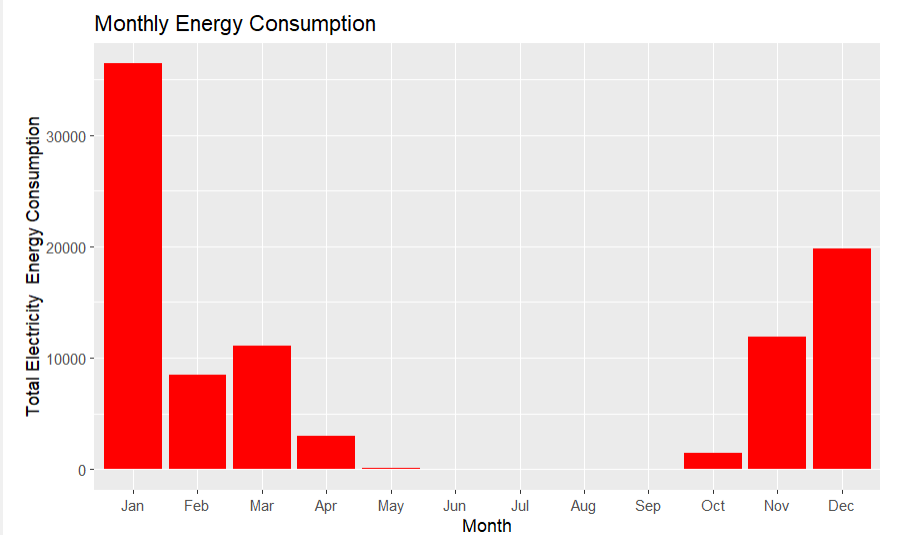 Monthly Energy Consumption
Total Electricity  Energy Consumption
30000
20000
10000
0
Jan Feb Mar Apr May Jun Jul Aug Sep Oct Nov Dec
Month